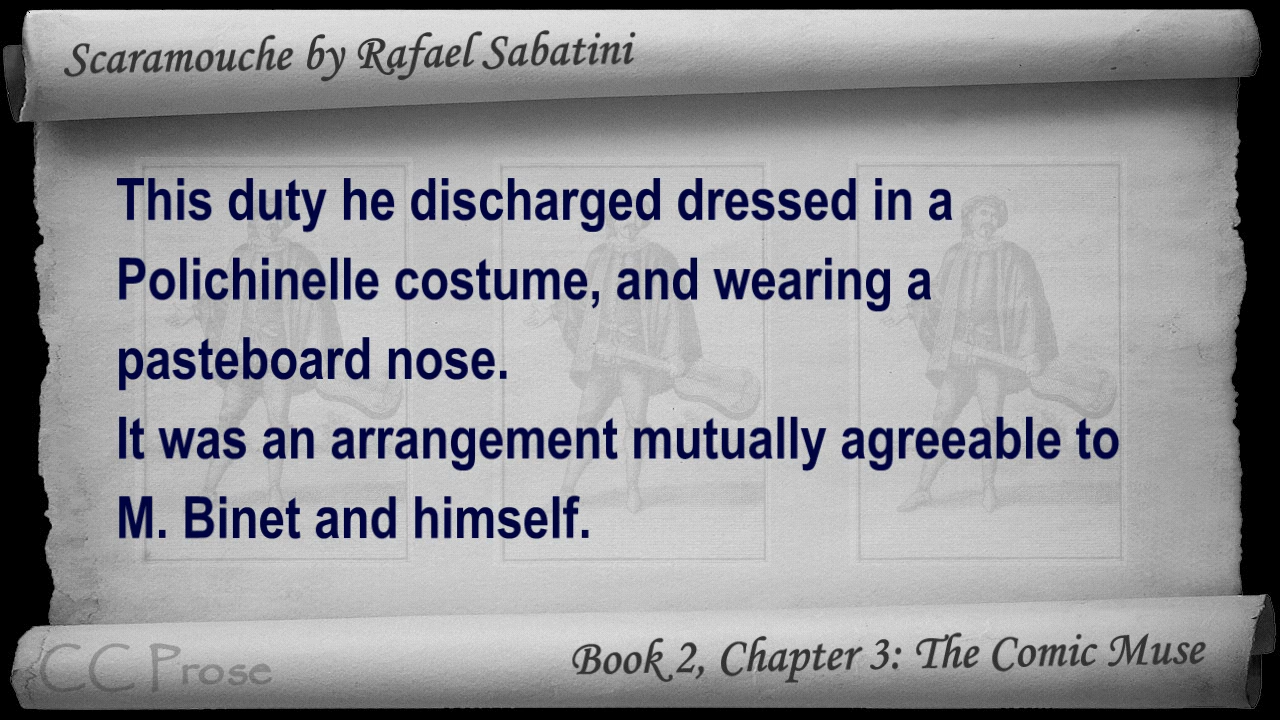 Scaramouche by Rafael Sabatini
This duty he discharged dressed in a
Polichinelle costume, and wearing a
pasteboard nose.
It was an arrangement mutually agreeable to
M. Binet and himself.
CC Prose
Book 2, Chapter 3: The Comic Muse